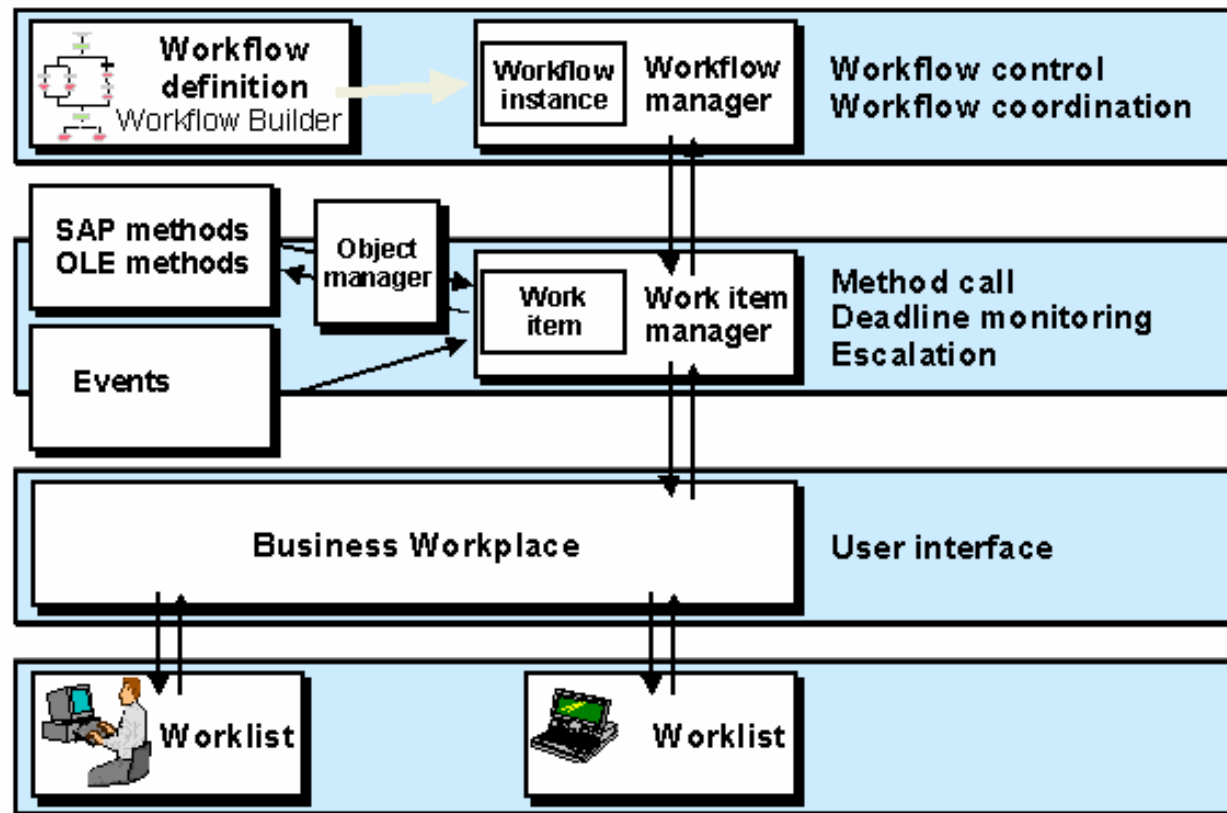 Workflow
definition
Workflow Builder
Workflow
instance
Workflow
manager
Workflow control
Workflow coordination
SAP methods
OLE methods
Object
manager
Work
item
Work item
manager
Method call
Deadline monitoring
Escalation
Events
Business Workplace
User interface
Worklist
Worklist